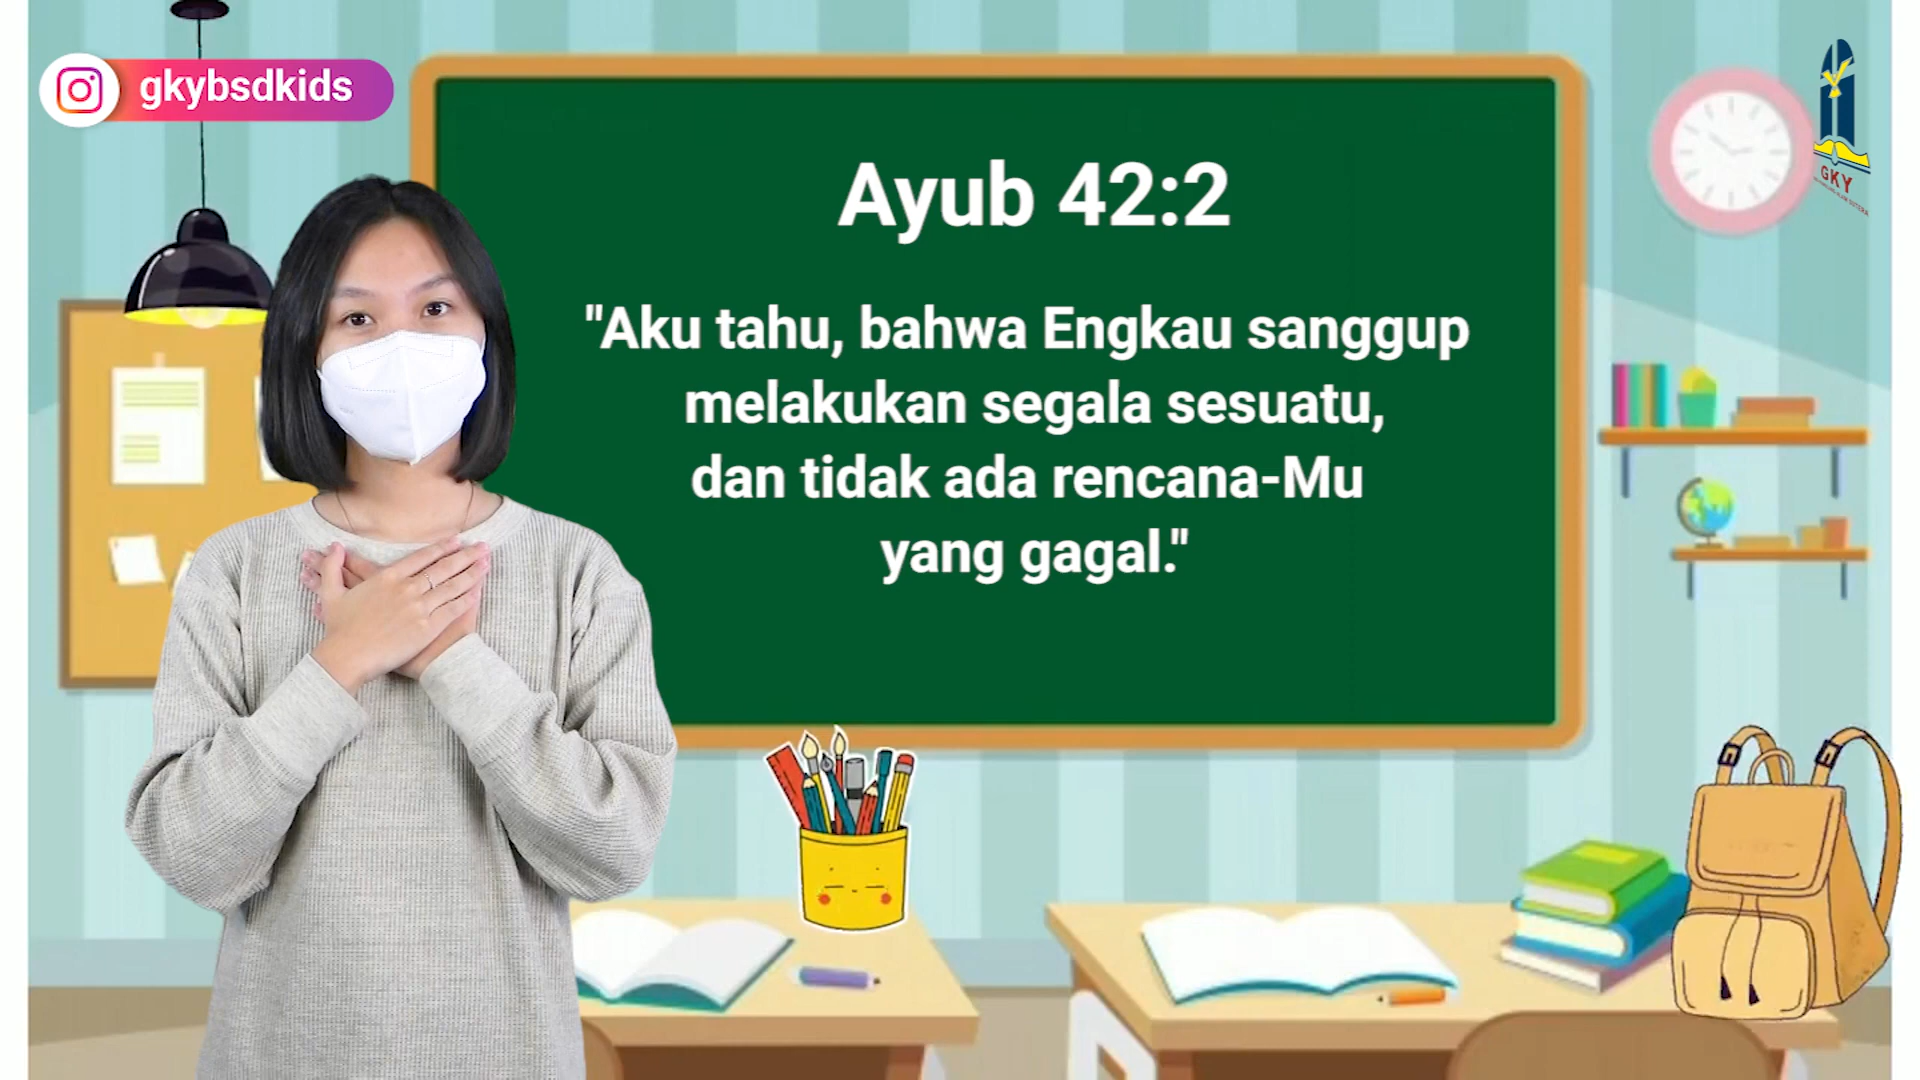 gkybsdkids
Ayub 42:2
"Aku tahu, bahwa Engkau sanggup
melakukan segala sesuatu,
dan tidak ada rencana-Mu
yang gagal."
GKY